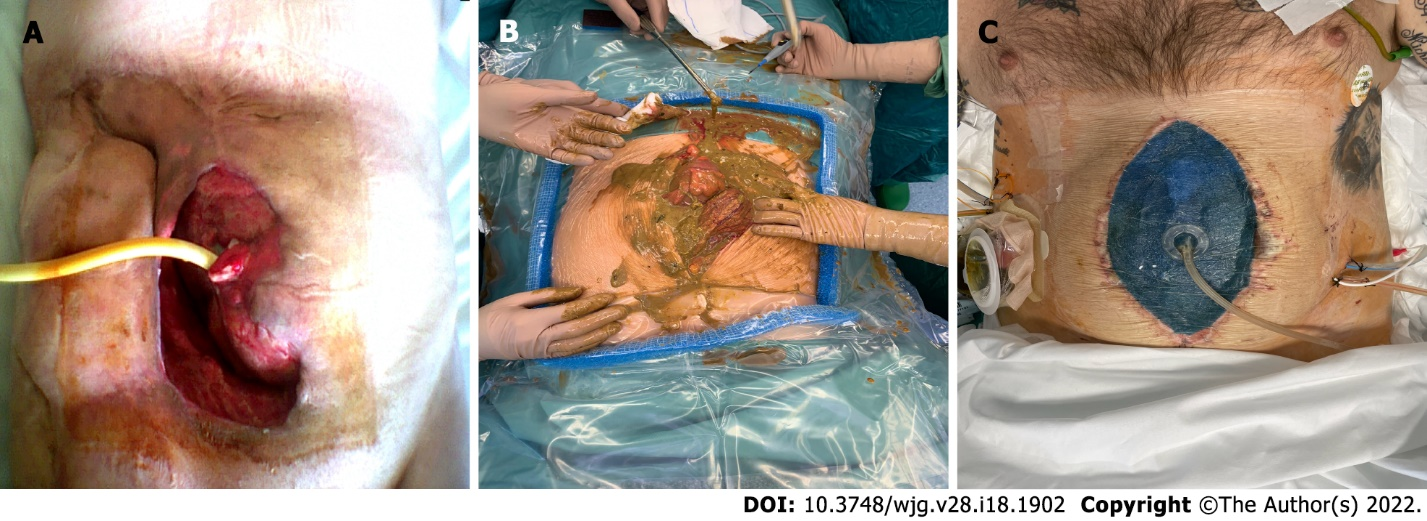 A
B
C
DOI: 10.3748/wjg.v28.i18.1902 Copyright ©The Author(s) 2022.